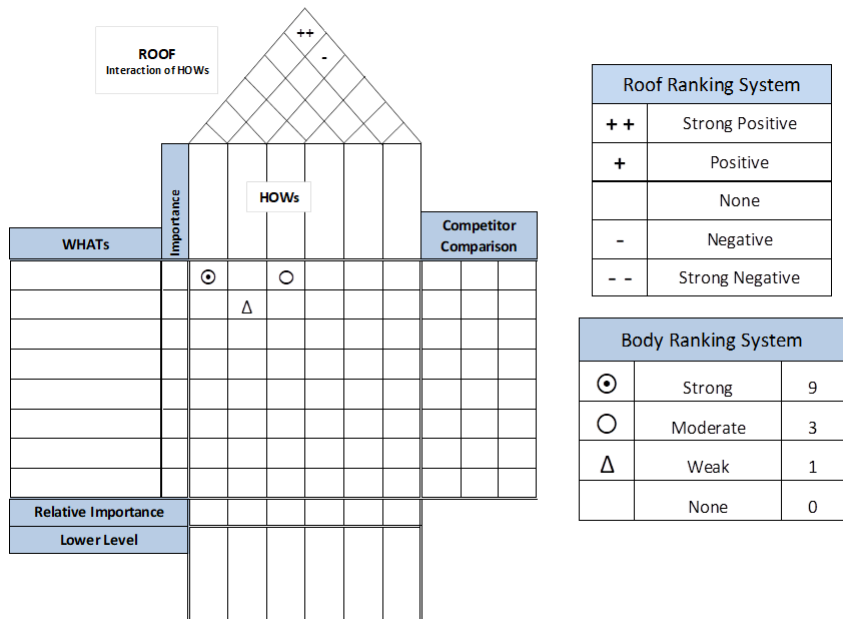 ROOF
Interaction of HOWs
++
-
Importance
HOWs
WHATs
Competitor
Comparison
Δ
Relative Importance
Lower Level
Roof Ranking System
+ + Strong Positive
+ Positive
None
- Negative
- - Strong Negative
Body Ranking System
☉ Strong 9
○ Moderate 3
Δ Weak 1
None 0